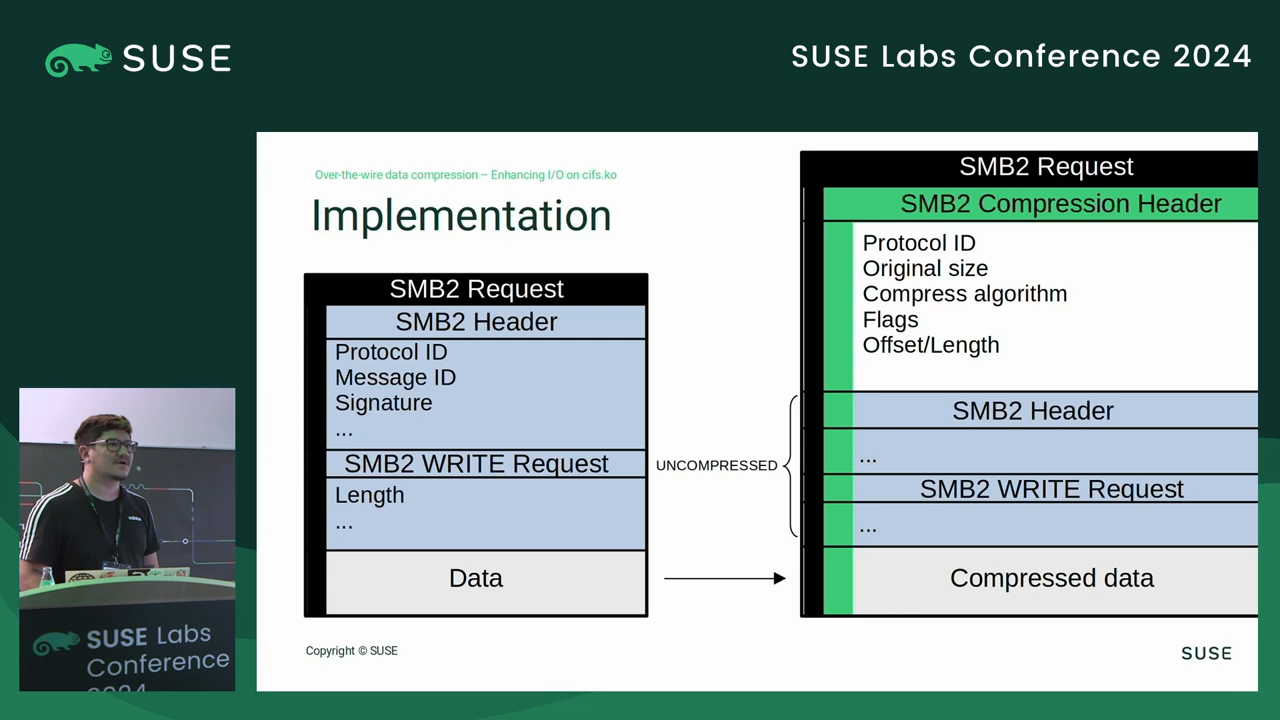 SUSE
SUSE Labs Conference 2024
Over-the-wire data compression – Enhancing I/O on cifs.ko
Implementation
SMB2 Request
SMB2 Header
Protocol ID
Message ID
Signature
...
SMB2 WRITE Request
Length
...
Data
UNCOMPRESSED
SMB2 Request
SMB2 Compression Header
Protocol ID
Original size
Compress algorithm
Flags
Offset/Length
SMB2 Header
...
SMB2 WRITE Request
...
Compressed data
Copyright © SUSE
SUSE
adidas
SUSE Labs
Conference
2024